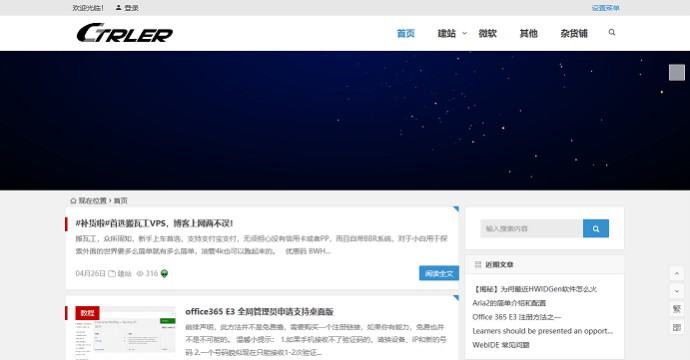 欢迎光临！ 登录 设置菜单
CTRLER
首页 建站 微软 其他 杂货铺
现在位置 > 首页
#补货啦#首选搬瓦工VPS，博客上网两不误！
搬瓦工，众所周知，新手上车首选，支持支付宝支付，无须担心没有信用卡或者PP，而且自带BBR系统，对于小白用于探
索外围的世界要多么简单就有多么简单，油管4k也可以跑起来的。 优惠码 BWH...
04月26日 建站 316
阅读全文
教程
office365 E3 全局管理员申请支持桌面版
前排声明，此方法并不是免费撸，需要购买一个注册链接，如果你有能力，免费也并
不是不可能的。 温馨小提示： 1.如果手机接收不了验证码的，请换设备、IP和新的号
码 2.一个号码貌似现在只能接收1-2次验证...
输入搜索内容
近期文章
【揭秘】为何最近HWIDGen软件怎么火
Aria2的简单介绍和配置
Office 365 E3 注册方法之一
Learners should be presented an opport...
WebIDE 常见问题
繁